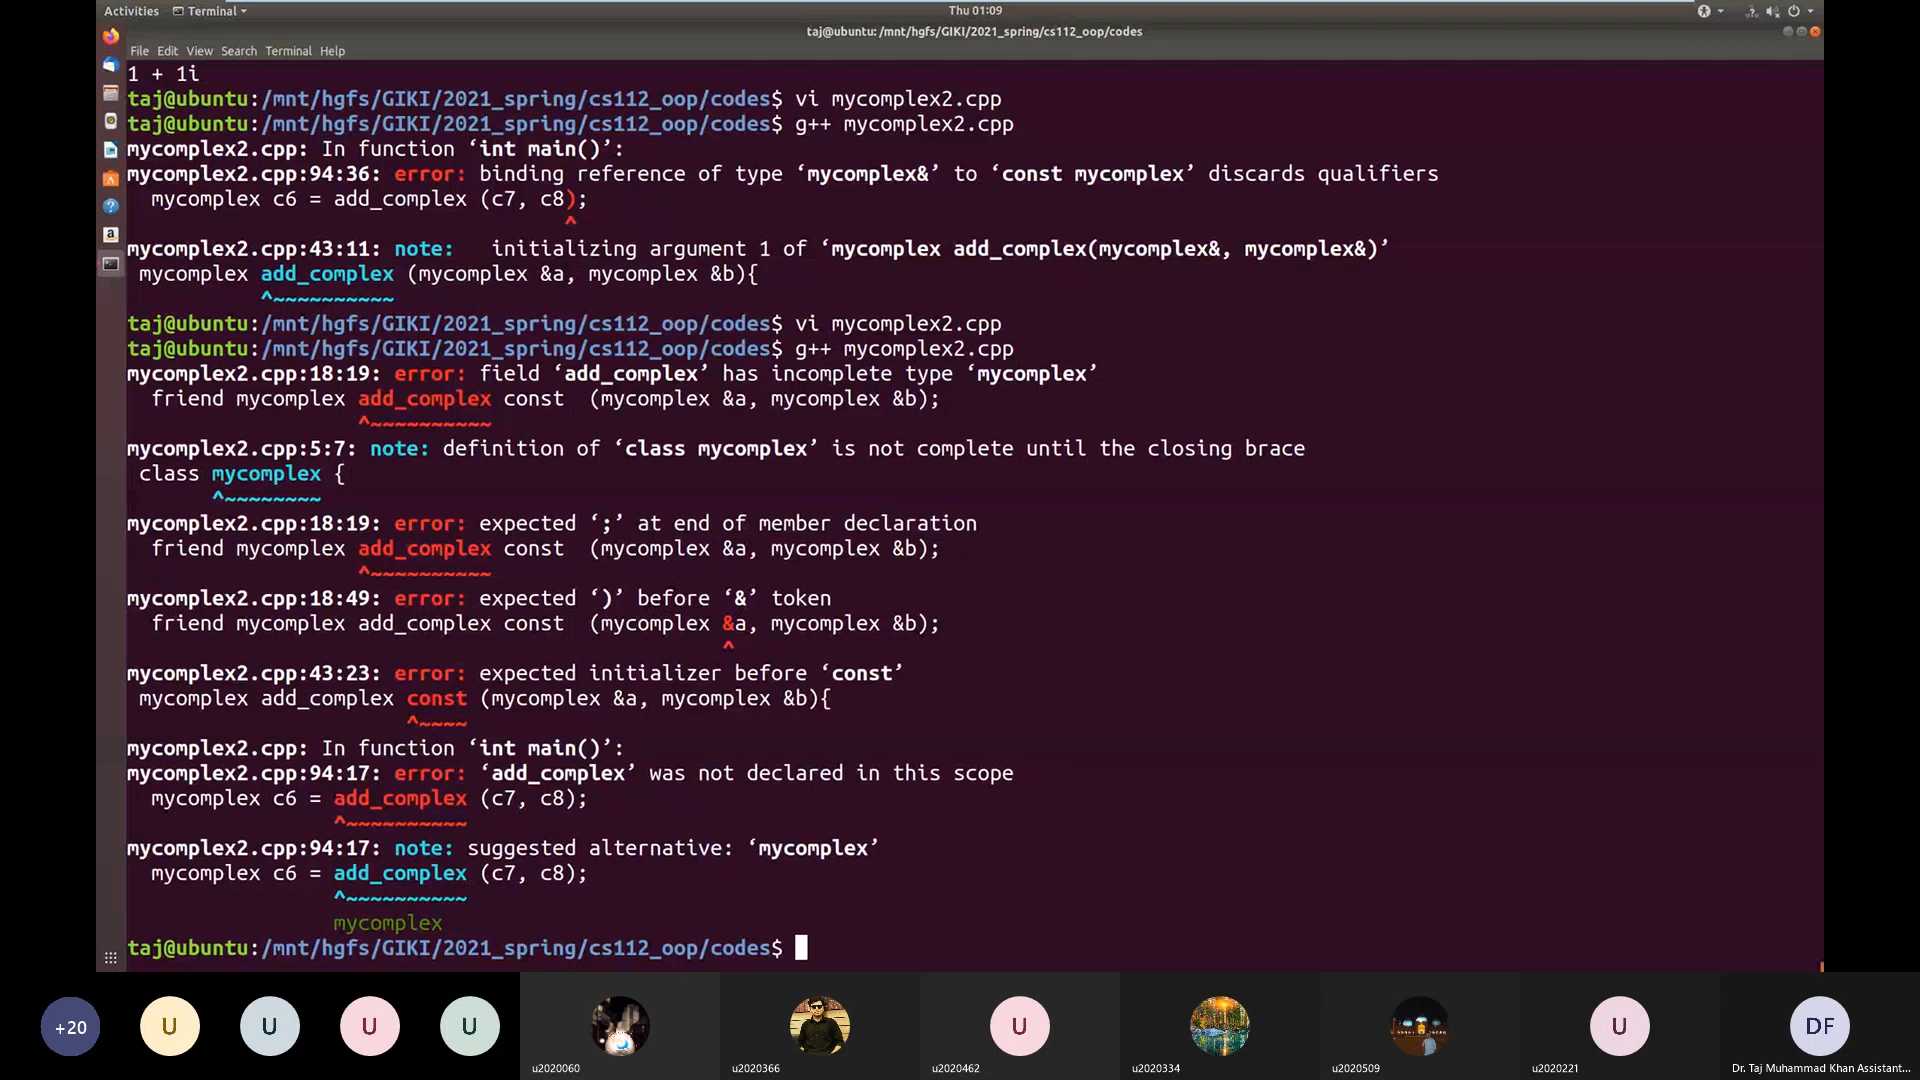 Activities Terminal Thu 01:09
taj@ubuntu: /mnt/hgfs/GIKI/2021_spring/cs112_oop/codes
File Edit View Search Terminal Help
1 + 1i
taj@ubuntu:/mnt/hgfs/GIKI/2021_spring/cs112_oop/codes$ vi mycomplex2.cpp
taj@ubuntu:/mnt/hgfs/GIKI/2021_spring/cs112_oop/codes$ g++ mycomplex2.cpp
mycomplex2.cpp: In function ‘int main()’:
mycomplex2.cpp:94:36: error: binding reference of type ‘mycomplex&’ to ‘const mycomplex’ discards qualifiers
mycomplex c6 = add_complex (c7, c8);
^
mycomplex2.cpp:43:11: note:   initializing argument 1 of ‘mycomplex add_complex(mycomplex&, mycomplex&)’
mycomplex add_complex (mycomplex &a, mycomplex &b){
^~~~~~~~~~~
taj@ubuntu:/mnt/hgfs/GIKI/2021_spring/cs112_oop/codes$ vi mycomplex2.cpp
taj@ubuntu:/mnt/hgfs/GIKI/2021_spring/cs112_oop/codes$ g++ mycomplex2.cpp
mycomplex2.cpp:18:19: error: field ‘add_complex’ has incomplete type ‘mycomplex’
friend mycomplex add_complex const  (mycomplex &a, mycomplex &b);
^~~~~~~~~~~
mycomplex2.cpp:5:7: note: definition of ‘class mycomplex’ is not complete until the closing brace
class mycomplex {
^~~~~~~~~
mycomplex2.cpp:18:19: error: expected ‘;’ at end of member declaration
friend mycomplex add_complex const  (mycomplex &a, mycomplex &b);
^~~~~~~~~~~
mycomplex2.cpp:18:49: error: expected ‘)’ before ‘&’ token
friend mycomplex add_complex const  (mycomplex &a, mycomplex &b);
^
mycomplex2.cpp:43:23: error: expected initializer before ‘const’
mycomplex add_complex const (mycomplex &a, mycomplex &b){
^~~~~
mycomplex2.cpp: In function ‘int main()’:
mycomplex2.cpp:94:17: error: ‘add_complex’ was not declared in this scope
mycomplex c6 = add_complex (c7, c8);
^~~~~~~~~~~
mycomplex2.cpp:94:17: note: suggested alternative: ‘mycomplex’
mycomplex c6 = add_complex (c7, c8);
^~~~~~~~~~~
mycomplex
taj@ubuntu:/mnt/hgfs/GIKI/2021_spring/cs112_oop/codes$
+20 U U U U U U DF
u2020060 u2020366 u2020462 u2020334 u2020509 u2020221 Dr. Taj Muhammad Khan Assistant...